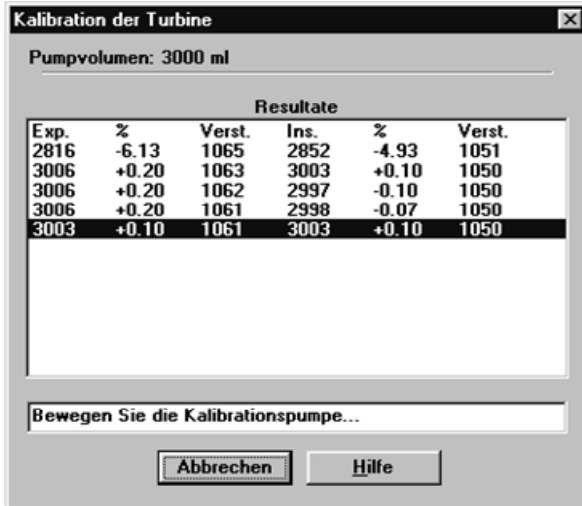 Kalibration der Turbine
Pumpvolumen: 3000 ml
Resultate
Exp. % Verst. Ins. % Verst.
2816 -6.13 1065 2852 -4.93 1051
3006 +0.20 1063 3003 +0.10 1050
3006 +0.20 1062 2997 -0.10 1050
3006 +0.20 1061 2998 -0.07 1050
3003 +0.10 1061 3003 +0.10 1050
Bewegen Sie die Kalibrationspumpe...
Abbrechen Hilfe